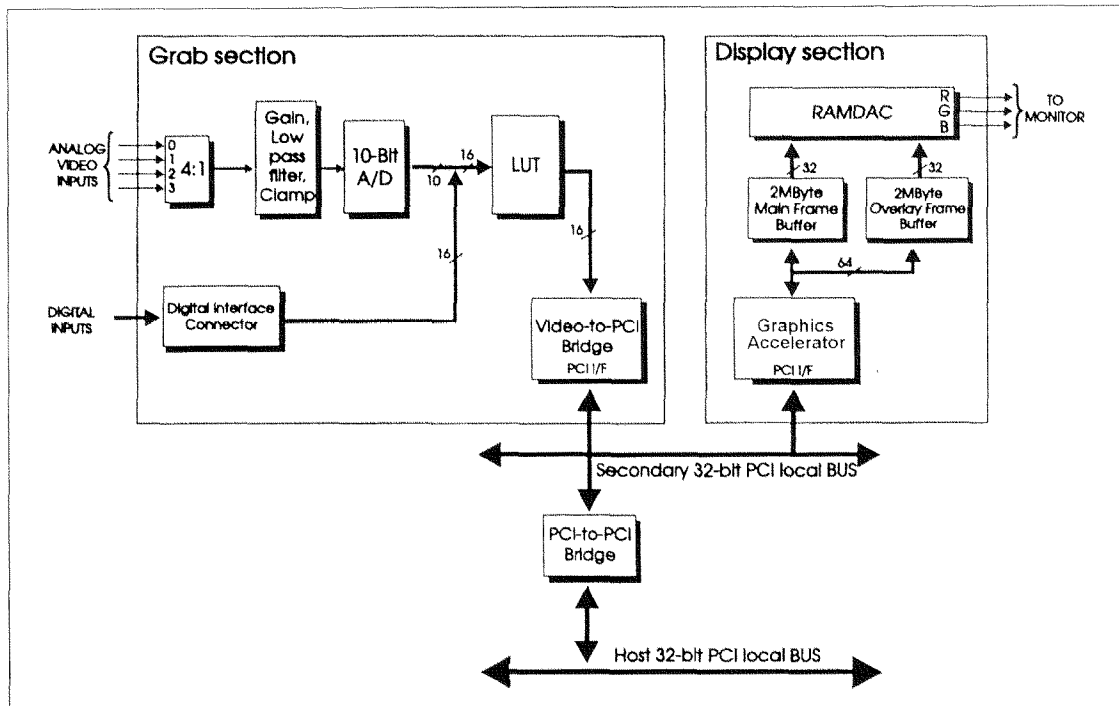 Grab section
ANALOG
VIDEO
INPUTS
0
1
2
3
4:1
Gain,
Low
pass
filter,
Clamp
10-Bit
A/D
10
16
LUT
16
16
DIGITAL
INPUTS
Digital Interface
Connector
Video-to-PCI
Bridge
PCI I/F
Display section
RAMDAC
R
G
B
TO
MONITOR
32
32
2MByte
Main Frame
Buffer
2MByte
Overlay Frame
Buffer
64
Graphics
Accelerator
PCI I/F
Secondary 32-bit PCI local BUS
PCI-to-PCI
Bridge
Host 32-bit PCI local BUS